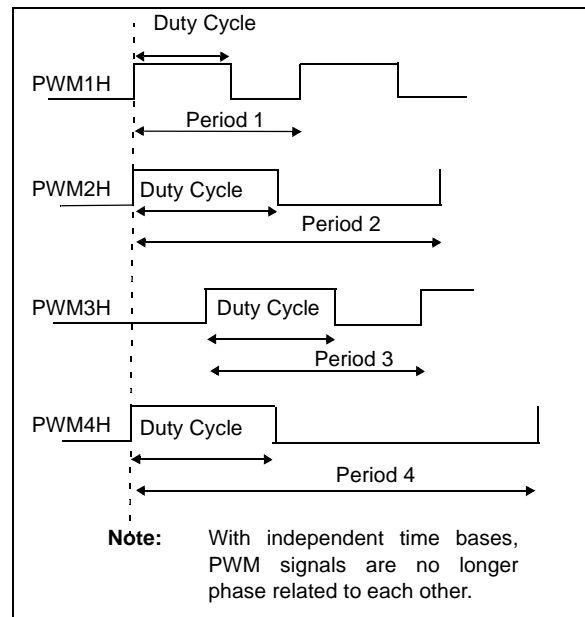 Duty Cycle
PWM1H
Period 1
PWM2H
Duty Cycle
Period 2
PWM3H
Duty Cycle
Period 3
PWM4H
Duty Cycle
Period 4
Note: With independent time bases,
PWM signals are no longer
phase related to each other.